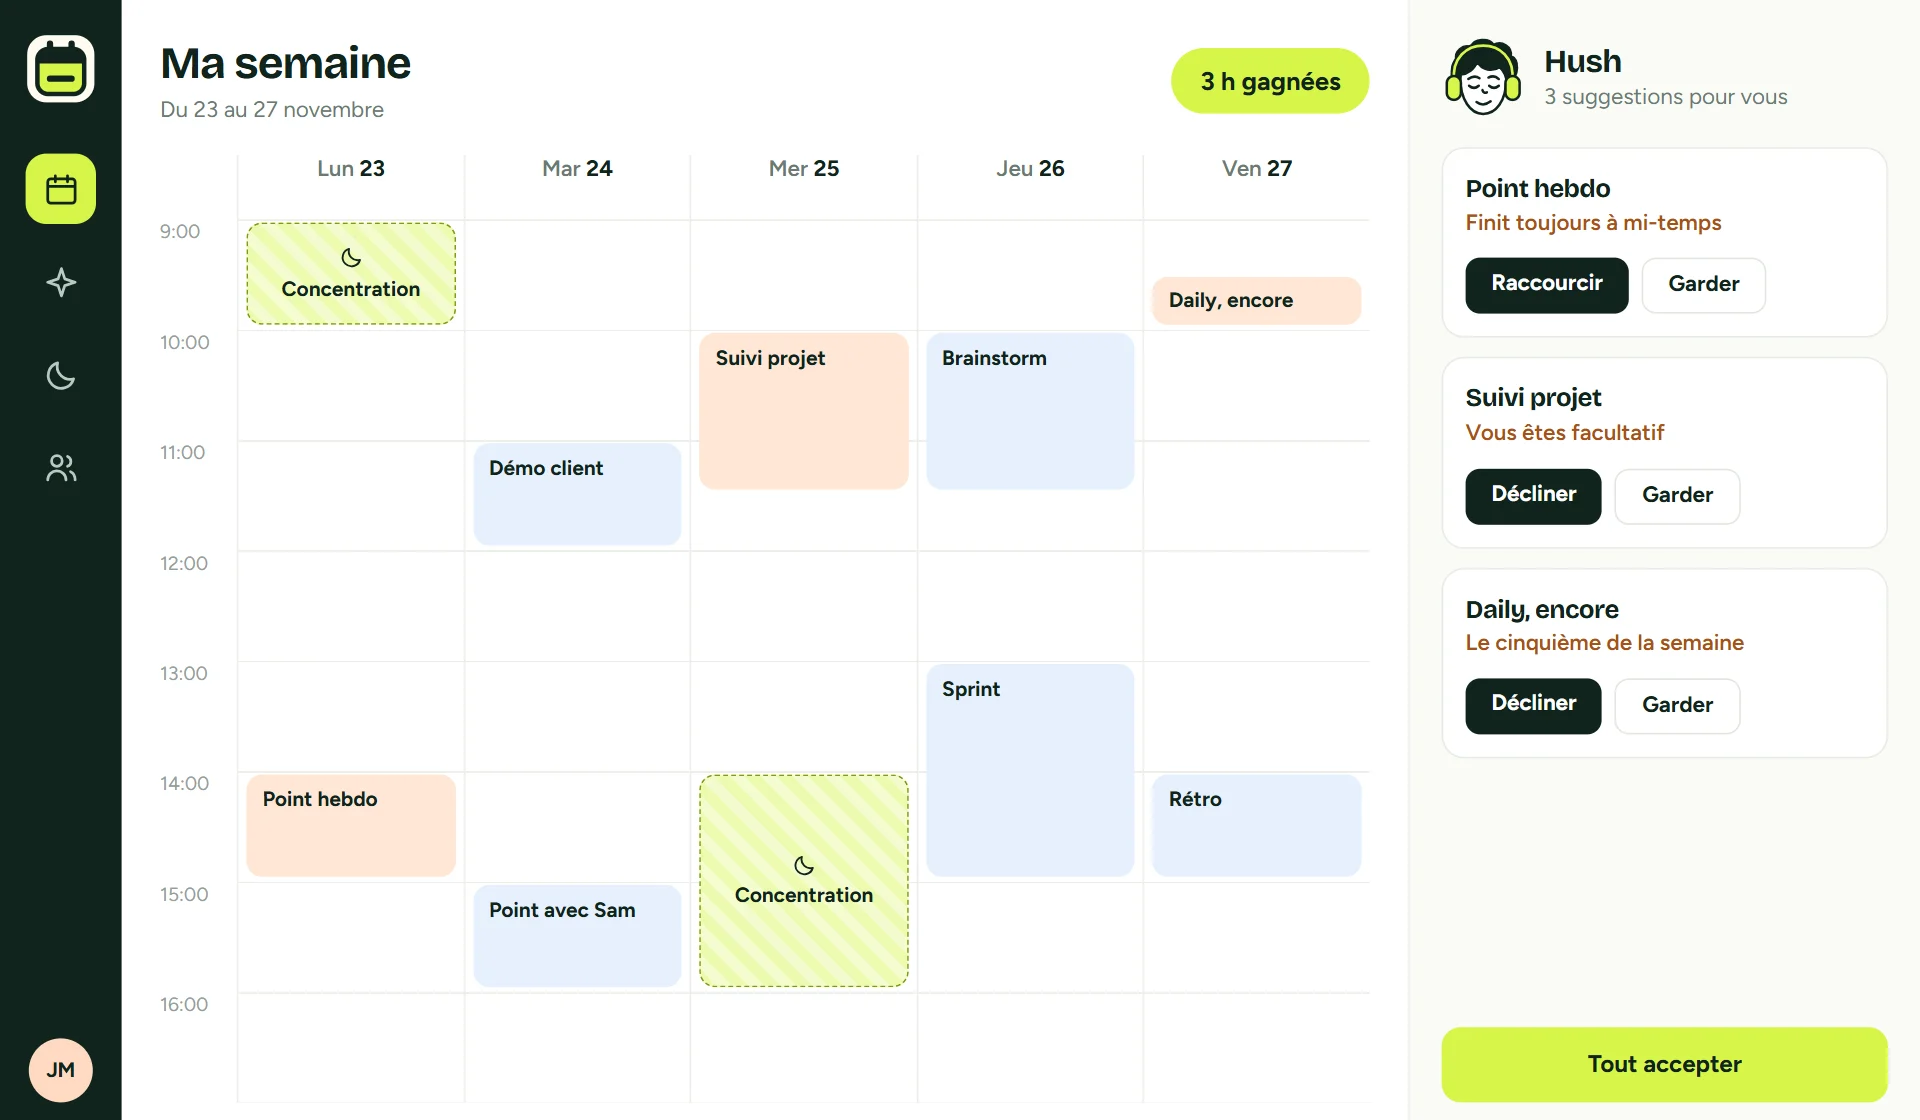 Ma semaine
Du 23 au 27 novembre
3 h gagnées
Lun 23
Mar 24
Mer 25
Jeu 26
Ven 27
9:00
10:00
11:00
12:00
13:00
14:00
15:00
16:00
Concentration
Point hebdo
Démo client
Point avec Sam
Suivi projet
Concentration
Brainstorm
Sprint
Daily, encore
Rétro
JM
Hush
3 suggestions pour vous
Point hebdo
Finit toujours à mi-temps
Raccourcir
Garder
Suivi projet
Vous êtes facultatif
Décliner
Garder
Daily, encore
Le cinquième de la semaine
Décliner
Garder
Tout accepter